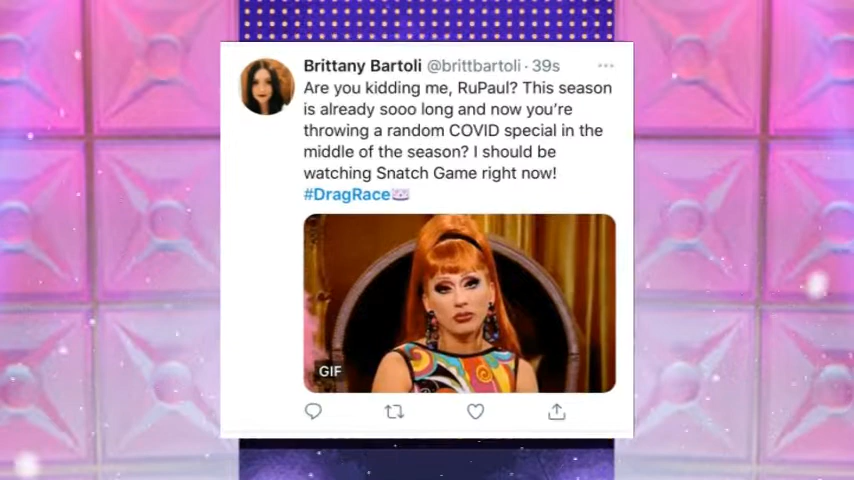 Brittany Bartoli @brittbartoli · 39s
Are you kidding me, RuPaul? This season
is already sooo long and now you're
throwing a random COVID special in the
middle of the season? I should be
watching Snatch Game right now!
#DragRace
GIF